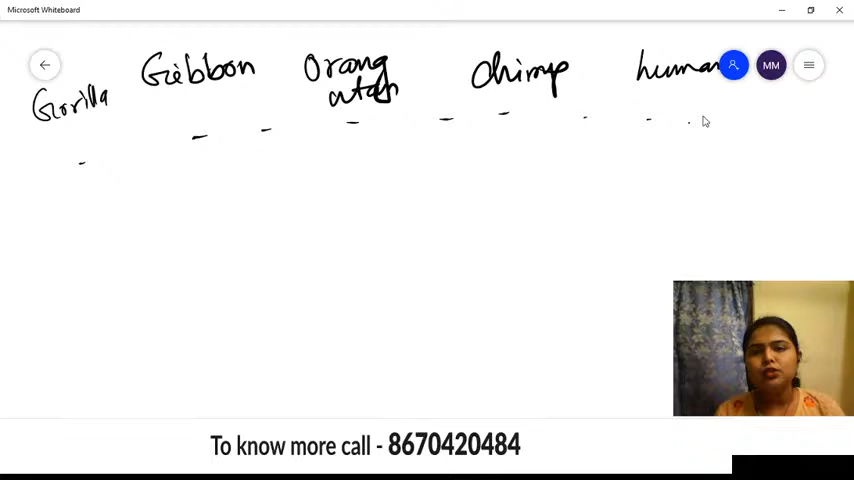 Microsoft Whiteboard
Gorilla Gibbon Orang utan chimp human
MM
To know more call - 8670420484